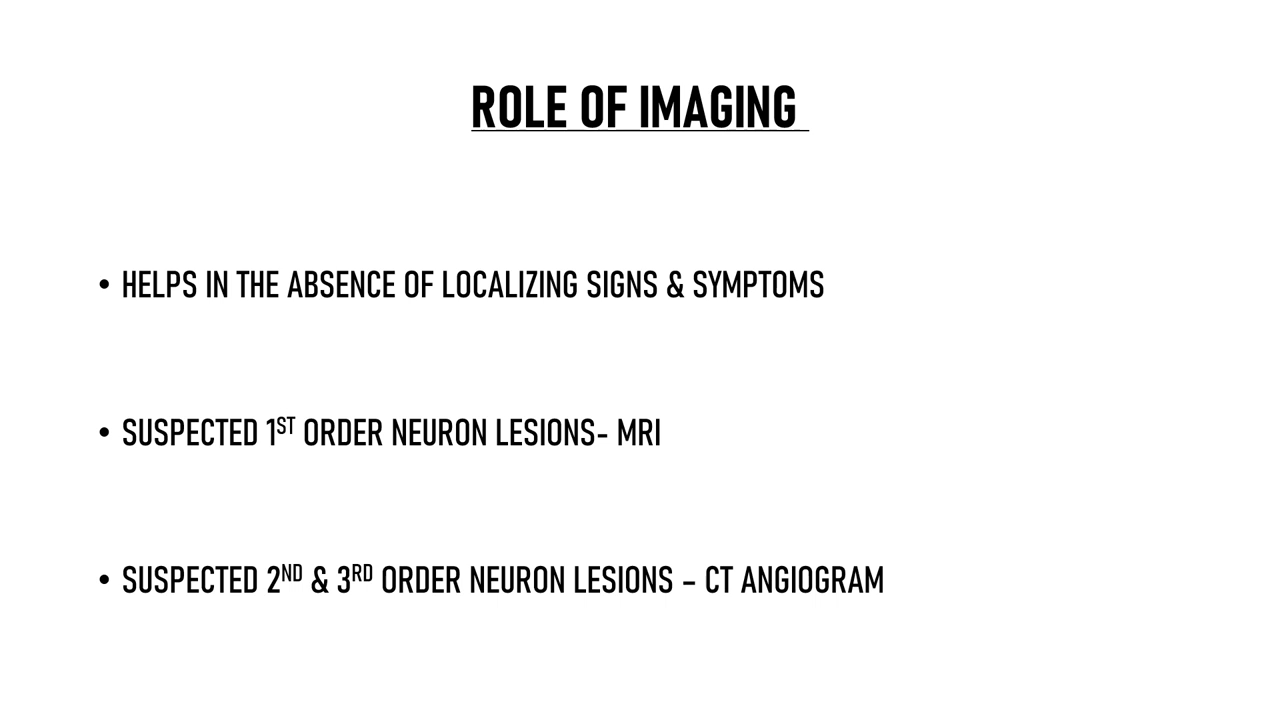 ROLE OF IMAGING
• HELPS IN THE ABSENCE OF LOCALIZING SIGNS & SYMPTOMS
• SUSPECTED 1ST ORDER NEURON LESIONS- MRI
• SUSPECTED 2ND & 3RD ORDER NEURON LESIONS – CT ANGIOGRAM